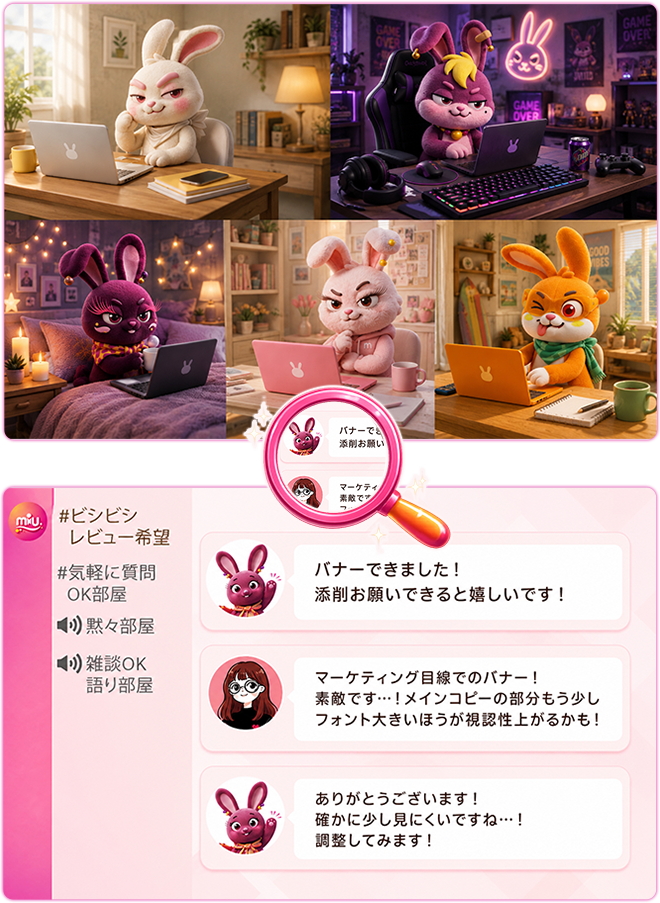 GAME
OVER
GAME
OVER
GOOD
VIBES
バナーでき
添削お願い
マーケティ
素敵です
miu.
#ビシビシ
レビュー希望
#気軽に質問
OK部屋
黙々部屋
雑談OK
語り部屋
バナーできました！
添削お願いできると嬉しいです！
マーケティング目線でのバナー！
素敵です…！メインコピーの部分もう少し
フォント大きいほうが視認性上がるかも！
ありがとうございます！
確かに少し見にくいですね…！
調整してみます！